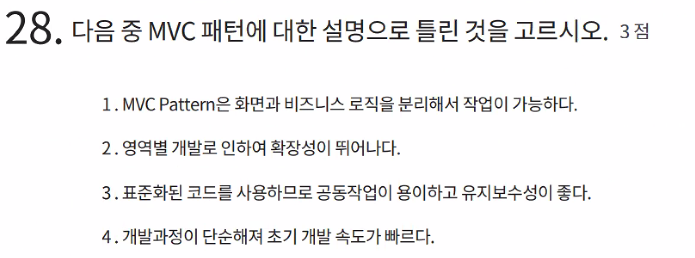 28. 다음 중 MVC 패턴에 대한 설명으로 틀린 것을 고르시오. 3 점
1. MVC Pattern은 화면과 비즈니스 로직을 분리해서 작업이 가능하다.
2. 영역별 개발로 인하여 확장성이 뛰어나다.
3. 표준화된 코드를 사용하므로 공동작업이 용이하고 유지보수성이 좋다.
4. 개발과정이 단순해져 초기 개발 속도가 빠르다.